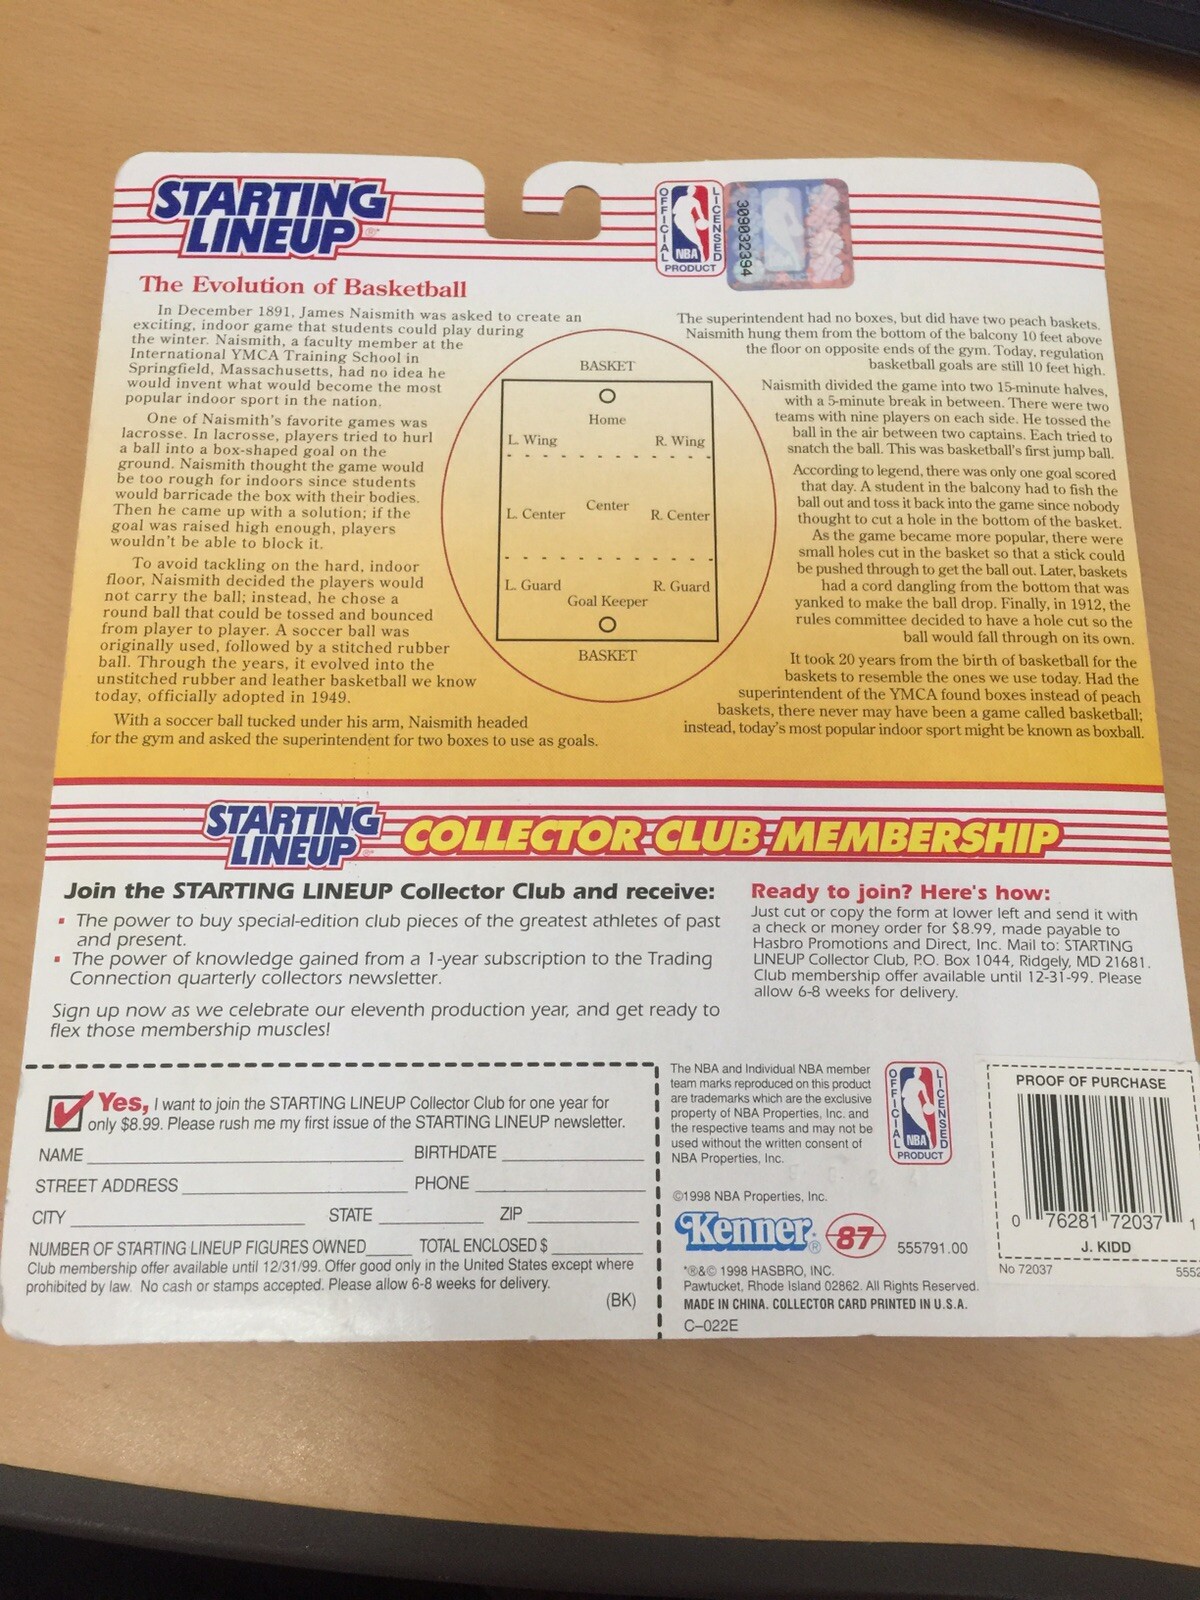 STARTING
LINEUP®
OFFICIAL LICENSED
NBA
PRODUCT
309032394
The Evolution of Basketball
In December 1891, James Naismith was asked to create an
exciting, indoor game that students could play during
the winter. Naismith, a faculty member at the
International YMCA Training School in
Springfield, Massachusetts, had no idea he
would invent what would become the most
popular indoor sport in the nation.
One of Naismith's favorite games was
lacrosse. In lacrosse, players tried to hurl
a ball into a box-shaped goal on the
ground. Naismith thought the game would
be too rough for indoors since students
would barricade the box with their bodies.
Then he came up with a solution; if the
goal was raised high enough, players
wouldn't be able to block it.
To avoid tackling on the hard, indoor
floor, Naismith decided the players would
not carry the ball; instead, he chose a
round ball that could be tossed and bounced
from player to player. A soccer ball was
originally used, followed by a stitched rubber
ball. Through the years, it evolved into the
unstitched rubber and leather basketball we know
today, officially adopted in 1949.
With a soccer ball tucked under his arm, Naismith headed
for the gym and asked the superintendent for two boxes to use as goals.
BASKET
Home
L. Wing R. Wing
Center
L. Center R. Center
L. Guard R. Guard
Goal Keeper
BASKET
The superintendent had no boxes, but did have two peach baskets.
Naismith hung them from the bottom of the balcony 10 feet above
the floor on opposite ends of the gym. Today, regulation
basketball goals are still 10 feet high.
Naismith divided the game into two 15-minute halves,
with a 5-minute break in between. There were two
teams with nine players on each side. He tossed the
ball in the air between two captains. Each tried to
snatch the ball. This was basketball's first jump ball.
According to legend, there was only one goal scored
that day. A student in the balcony had to fish the
ball out and toss it back into the game since nobody
thought to cut a hole in the bottom of the basket.
As the game became more popular, there were
small holes cut in the basket so that a stick could
be pushed through to get the ball out. Later, baskets
had a cord dangling from the bottom that was
yanked to make the ball drop. Finally, in 1912, the
rules committee decided to have a hole cut so the
ball would fall through on its own.
It took 20 years from the birth of basketball for the
baskets to resemble the ones we use today. Had the
superintendent of the YMCA found boxes instead of peach
baskets, there never may have been a game called basketball;
instead, today's most popular indoor sport might be known as boxball.
STARTING
LINEUP®
COLLECTOR CLUB MEMBERSHIP
Join the STARTING LINEUP Collector Club and receive:
▪ The power to buy special-edition club pieces of the greatest athletes of past
and present.
▪ The power of knowledge gained from a 1-year subscription to the Trading
Connection quarterly collectors newsletter.
Sign up now as we celebrate our eleventh production year, and get ready to
flex those membership muscles!
Ready to join? Here's how:
Just cut or copy the form at lower left and send it with
a check or money order for $8.99, made payable to
Hasbro Promotions and Direct, Inc. Mail to: STARTING
LINEUP Collector Club, P.O. Box 1044, Ridgely, MD 21681.
Club membership offer available until 12-31-99. Please
allow 6-8 weeks for delivery.
Yes, I want to join the STARTING LINEUP Collector Club for one year for
only $8.99. Please rush me my first issue of the STARTING LINEUP newsletter.
NAME BIRTHDATE
STREET ADDRESS PHONE
CITY STATE ZIP
NUMBER OF STARTING LINEUP FIGURES OWNED TOTAL ENCLOSED $
Club membership offer available until 12/31/99. Offer good only in the United States except where
prohibited by law. No cash or stamps accepted. Please allow 6-8 weeks for delivery.
(BK)
The NBA and Individual NBA member
team marks reproduced on this product
are trademarks which are the exclusive
property of NBA Properties, Inc. and
the respective teams and may not be
used without the written consent of
NBA Properties, Inc.
OFFICIAL LICENSED
NBA
PRODUCT
©1998 NBA Properties, Inc.
Kenner® 87 555791.00
*®&© 1998 HASBRO, INC.
Pawtucket, Rhode Island 02862. All Rights Reserved.
MADE IN CHINA. COLLECTOR CARD PRINTED IN U.S.A.
C–022E
PROOF OF PURCHASE
0 76281 72037 1
J. KIDD
No 72037 5552